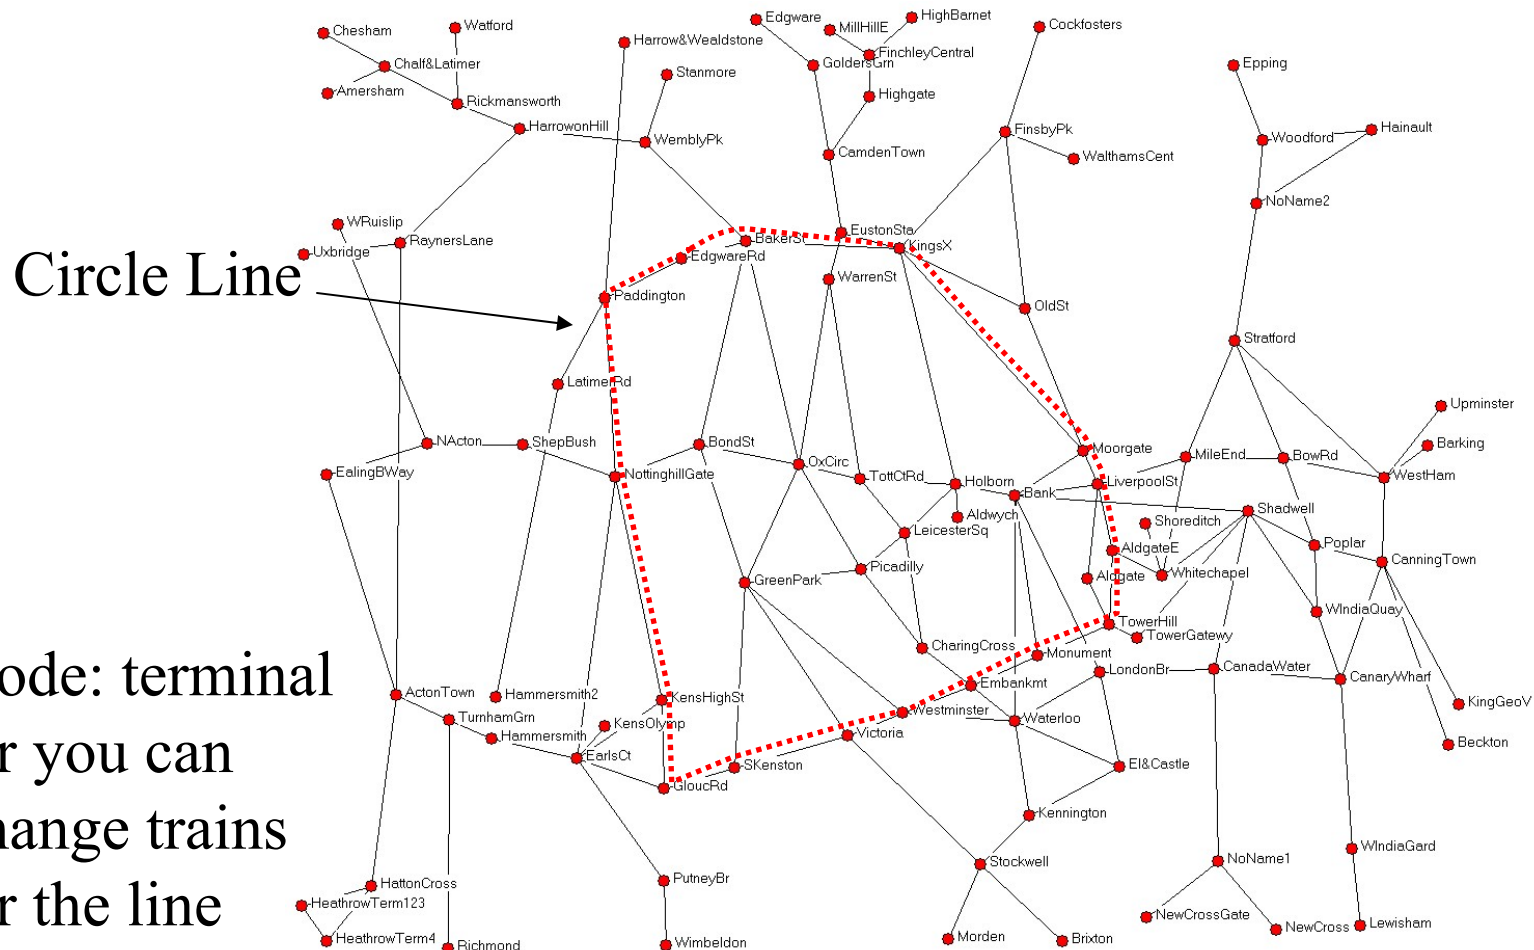 Edgware
HighBarnet
Chesham
Watford
MillHillE
Cockfosters
Harrow&Wealdstone
FinchleyCentral
Chalf&Latimer
GoldersGrn
Epping
Stanmore
Amersham
Rickmansworth
Highgate
HarrowonHill
WemblyPk
FinsbyPk
Woodford
Hainault
CamdenTown
WalthamsCent
NoName2
WRuislip
Uxbridge
RaynersLane
BakerSt
EustonSta
KingsX
EdgwareRd
Circle Line
WarrenSt
Paddington
OldSt
Stratford
LatimerRd
Upminster
NActon
ShepBush
BondSt
Moorgate
Barking
EalingBWay
NottinghillGate
OxCirc
TottCtRd
Holborn
Bank
LiverpoolSt
MileEnd
BowRd
WestHam
Aldwych
Shoreditch
Shadwell
LeicesterSq
AldgateE
Poplar
CanningTown
GreenPark
Picadilly
Aldgate
Whitechapel
WIndiaQuay
TowerHill
TowerGatewy
CharingCross
Monument
LondonBr
CanadaWater
CanaryWharf
ode: terminal
ActonTown
Hammersmith2
KensHighSt
Embankmt
KingGeoV
TurnhamGrn
KensOlymp
Westminster
Waterloo
Hammersmith
Victoria
Beckton
r you can
EarlsCt
SKenston
El&Castle
GloucRd
hange trains
Kennington
Stockwell
NoName1
WIndiaGard
HattonCross
PutneyBr
r the line
HeathrowTerm123
NewCrossGate
NewCross
Lewisham
HeathrowTerm4
Richmond
Wimbeldon
Morden
Brixton